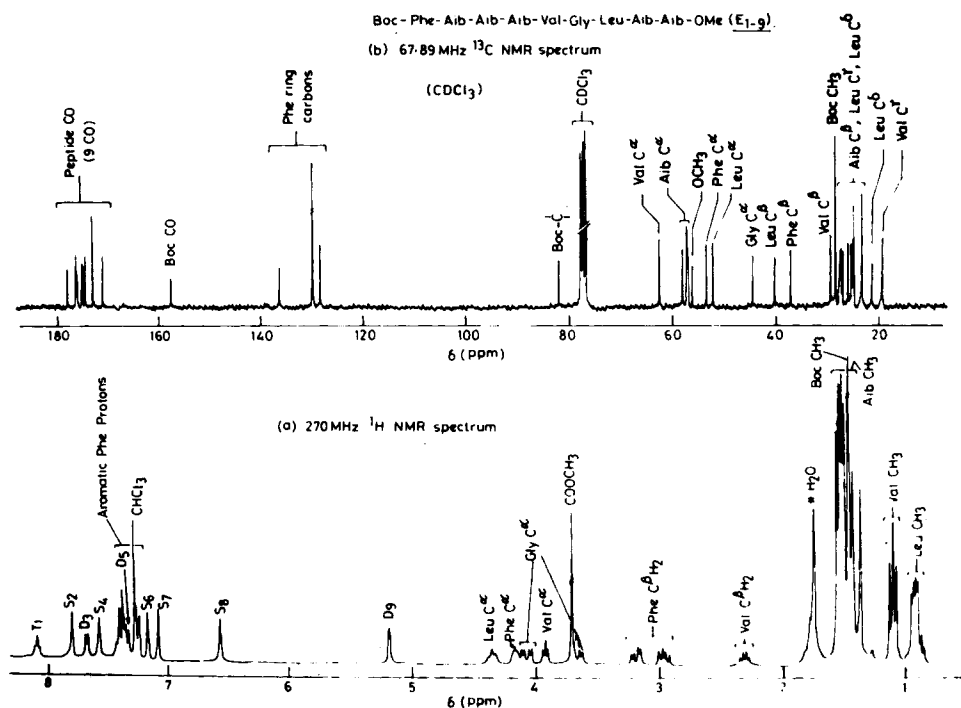 Boc-Phe-Aib-Aib-Aib-Val-Gly-Leu-Aib-Aib-OMe (E1-9)
(b) 67·89 MHz ¹³C NMR spectrum
(CDCl₃)
Peptide CO
(9 CO)
Boc CO
Phe ring
carbons
Boc-C
CDCl₃
Val Cα
Aib Cα
OCH₃
Phe Cα
Leu Cα
Gly Cα
Leu Cβ
Phe Cβ
Val Cβ
Boc CH₃
Aib Cβ, Leu Cγ, Leu Cδ
Leu Cδ
Val Cγ
180 160 140 120 100 80 60 40 20
δ (ppm)
(a) 270 MHz ¹H NMR spectrum
T₁
S₂
D₃
S₄
Aromatic Phe Protons
D₅
CHCl₃
S₆
S₇
S₈
D₉
Leu Cα
Phe Cα
Gly Cα
Val Cα
COOCH₃
Phe CβH₂
Val CβH₂
* H₂O
Boc CH₃
Aib CH₃
Val CH₃
Leu CH₃
8 7 6 5 4 3 2 1
δ (ppm)